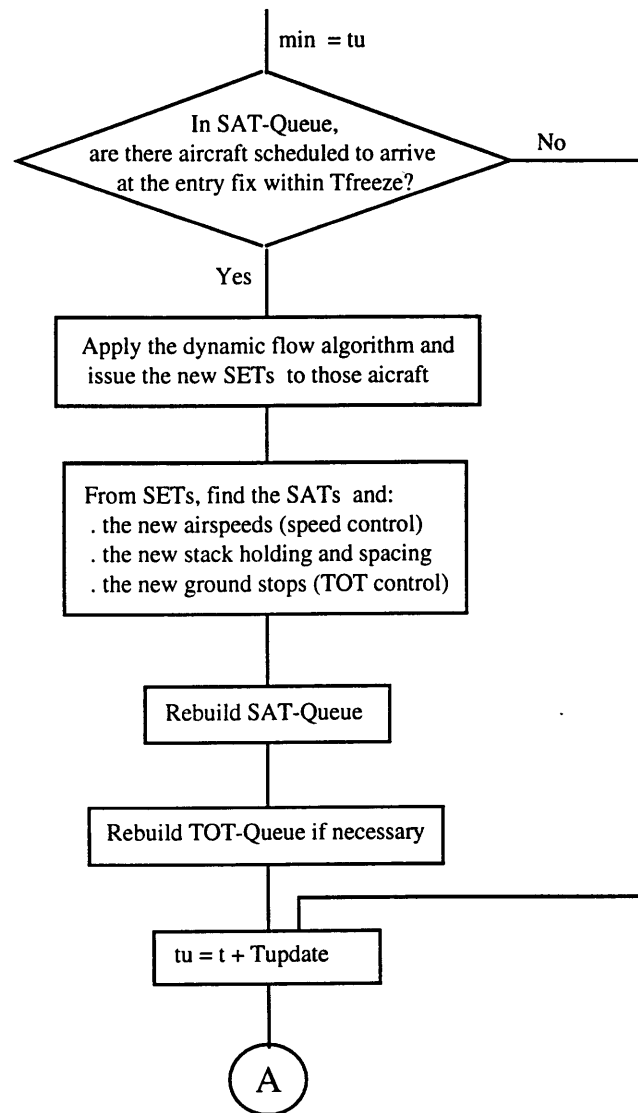 min = tu
In SAT-Queue,
are there aircraft scheduled to arrive
at the entry fix within Tfreeze?
No
Yes
Apply the dynamic flow algorithm and
issue the new SETs to those aicraft
From SETs, find the SATs and:
. the new airspeeds (speed control)
. the new stack holding and spacing
. the new ground stops (TOT control)
Rebuild SAT-Queue
Rebuild TOT-Queue if necessary
tu = t + Tupdate
A